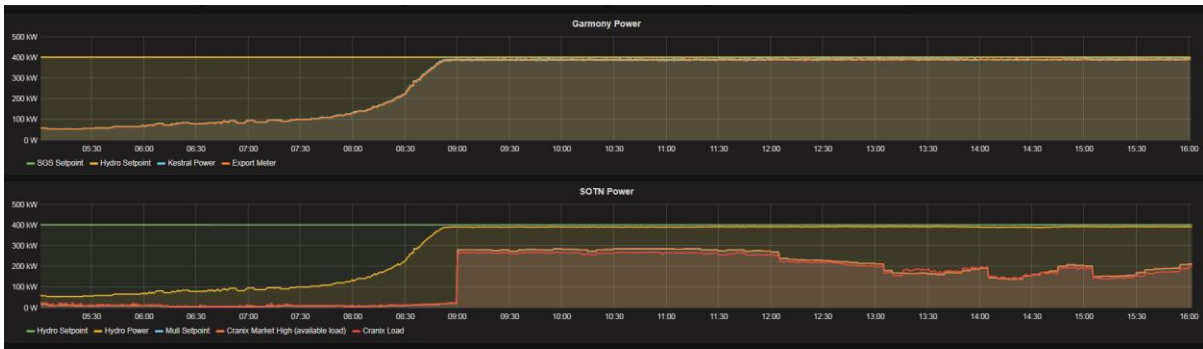 Garmony Power
500 kW
400 kW
300 kW
200 kW
100 kW
0 W
05:30 06:00 06:30 07:00 07:30 08:00 08:30 09:00 09:30 10:00 10:30 11:00 11:30 12:00 12:30 13:00 13:30 14:00 14:30 15:00 15:30 16:00
SGS Setpoint Hydro Setpoint Kestral Power Export Meter
SOTN Power
500 kW
400 kW
300 kW
200 kW
100 kW
0 W
05:30 06:00 06:30 07:00 07:30 08:00 08:30 09:00 09:30 10:00 10:30 11:00 11:30 12:00 12:30 13:00 13:30 14:00 14:30 15:00 15:30 16:00
Hydro Setpoint Hydro Power Mull Setpoint Cranix Market High (available load) Cranix Load